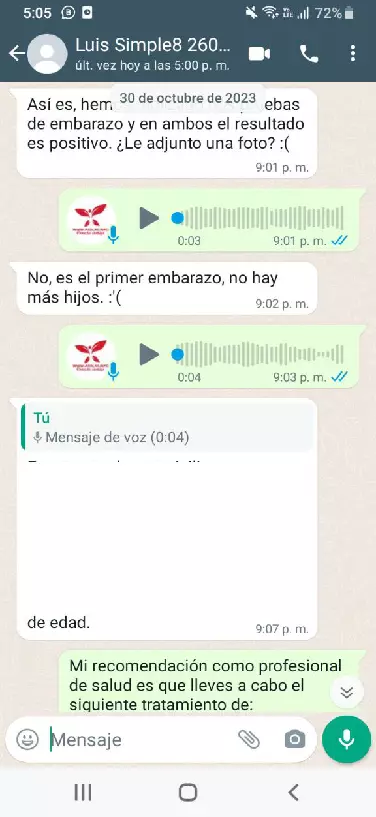 5:05
72%
Luis Simple8 260...
últ. vez hoy a las 5:00 p. m.
30 de octubre de 2023
Así es, hem
ebas
de embarazo y en ambos el resultado
es positivo. ¿Le adjunto una foto? :(
9:01 p. m.
0:03
9:01 p. m.
No, es el primer embarazo, no hay
más hijos. :'(
9:02 p. m.
0:04
9:03 p. m.
Tú
Mensaje de voz (0:04)
de edad.
9:07 p. m.
Mi recomendación como profesional
de salud es que lleves a cabo el
siguiente tratamiento de:
Mensaje